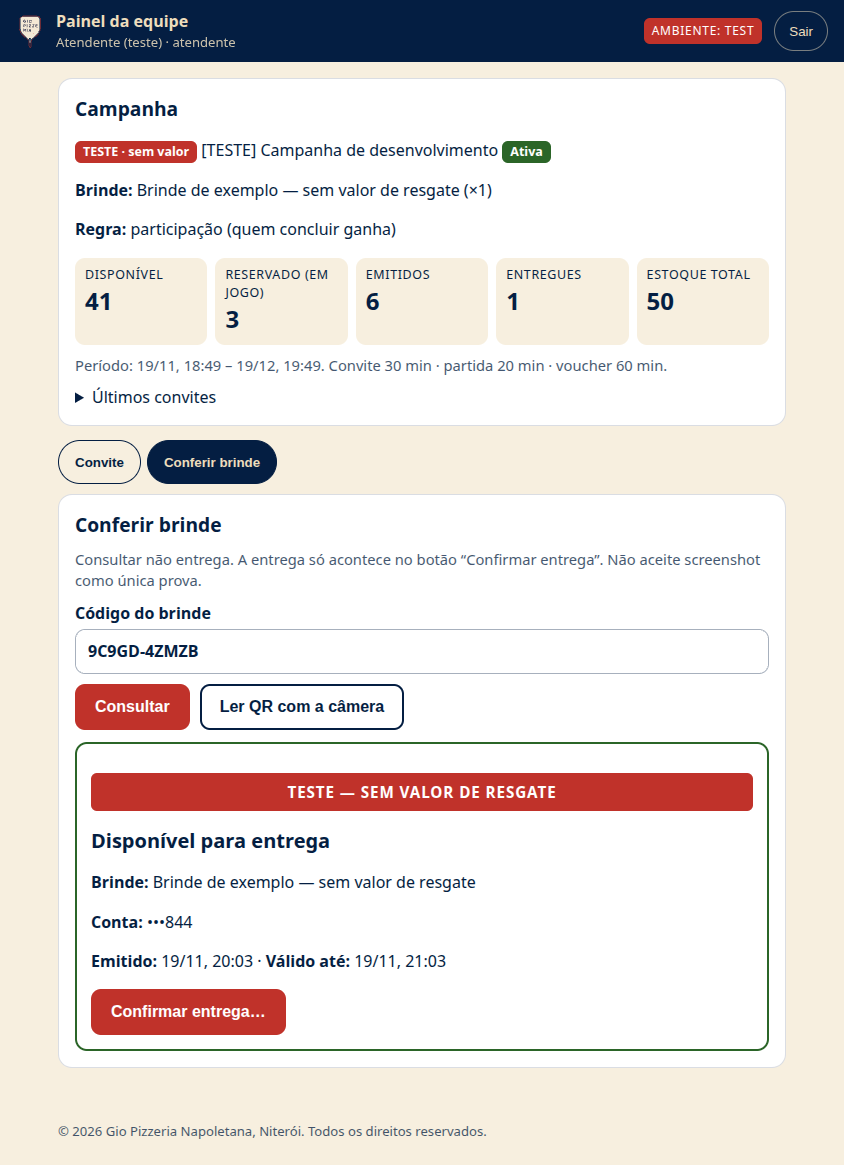 GIO
PIZZE
RIA
Painel da equipe
Atendente (teste) · atendente
AMBIENTE: TEST
Sair
Campanha
TESTE · sem valor [TESTE] Campanha de desenvolvimento Ativa
Brinde: Brinde de exemplo — sem valor de resgate (×1)
Regra: participação (quem concluir ganha)
DISPONÍVEL
41
RESERVADO (EM
JOGO)
3
EMITIDOS
6
ENTREGUES
1
ESTOQUE TOTAL
50
Período: 19/11, 18:49 – 19/12, 19:49. Convite 30 min · partida 20 min · voucher 60 min.
Últimos convites
Convite
Conferir brinde
Conferir brinde
Consultar não entrega. A entrega só acontece no botão “Confirmar entrega”. Não aceite screenshot
como única prova.
Código do brinde
9C9GD-4ZMZB
Consultar
Ler QR com a câmera
TESTE — SEM VALOR DE RESGATE
Disponível para entrega
Brinde: Brinde de exemplo — sem valor de resgate
Conta: •••844
Emitido: 19/11, 20:03 · Válido até: 19/11, 21:03
Confirmar entrega…
© 2026 Gio Pizzeria Napoletana, Niterói. Todos os direitos reservados.